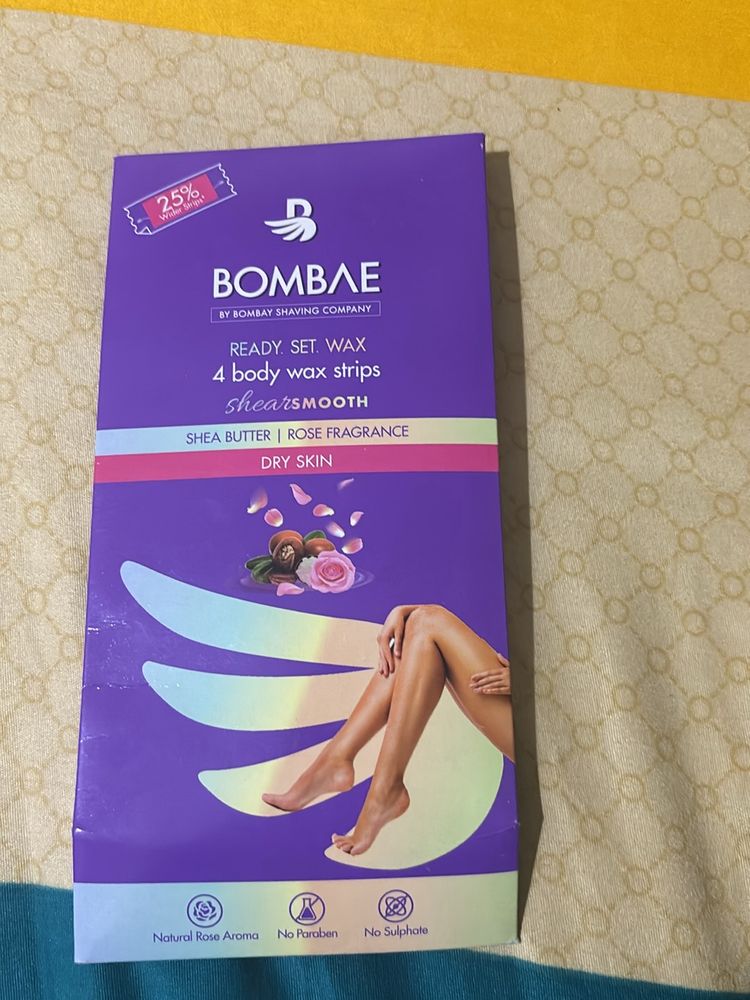 25%
Wider Strips*
BOMBAE
BY BOMBAY SHAVING COMPANY
READY. SET. WAX
4 body wax strips
shearSMOOTH
SHEA BUTTER | ROSE FRAGRANCE
DRY SKIN
Natural Rose Aroma No Paraben No Sulphate